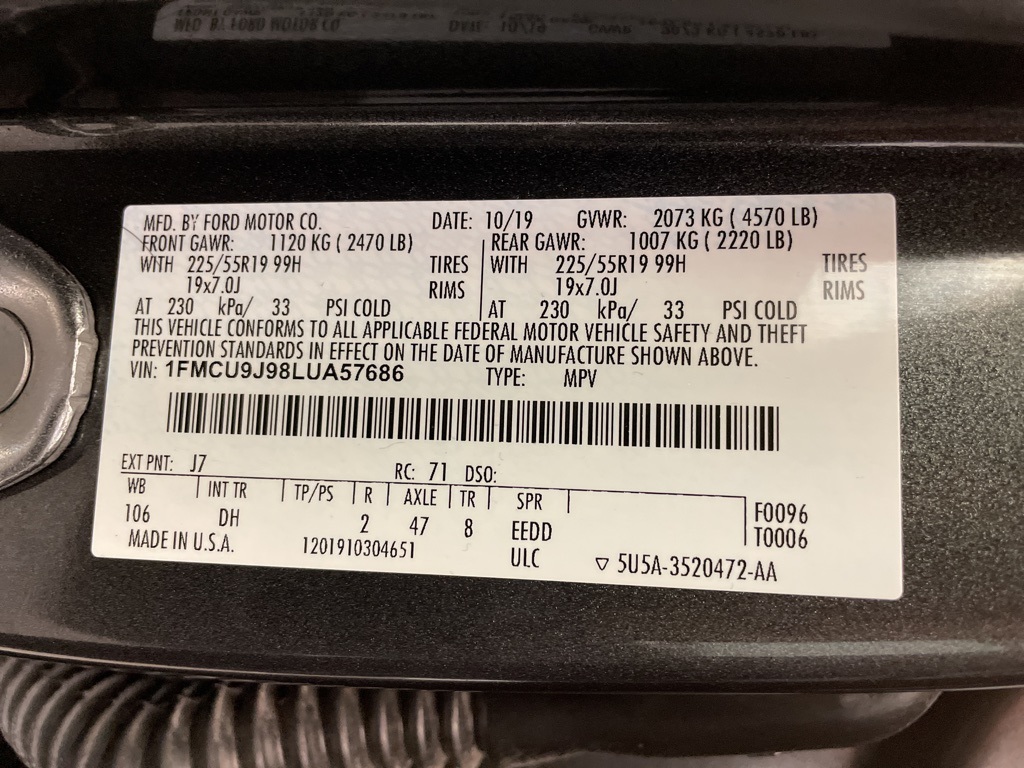 MFD. BY FORD MOTOR CO. DATE: 10/19 GVWR: 2073 KG ( 4570 LB)
FRONT GAWR: 1120 KG ( 2470 LB) REAR GAWR: 1007 KG ( 2220 LB)
WITH 225/55R19 99H TIRES WITH 225/55R19 99H TIRES
19x7.0J RIMS 19x7.0J RIMS
AT 230 kPa/ 33 PSI COLD AT 230 kPa/ 33 PSI COLD
THIS VEHICLE CONFORMS TO ALL APPLICABLE FEDERAL MOTOR VEHICLE SAFETY AND THEFT
PREVENTION STANDARDS IN EFFECT ON THE DATE OF MANUFACTURE SHOWN ABOVE.
VIN: 1FMCU9J98LUA57686 TYPE: MPV
EXT PNT: J7 RC: 71 DSO:
WB INT TR TP/PS R AXLE TR SPR F0096
106 DH 2 47 8 EEDD T0006
MADE IN U.S.A. 1201910304651 ULC ▽ 5U5A-3520472-AA